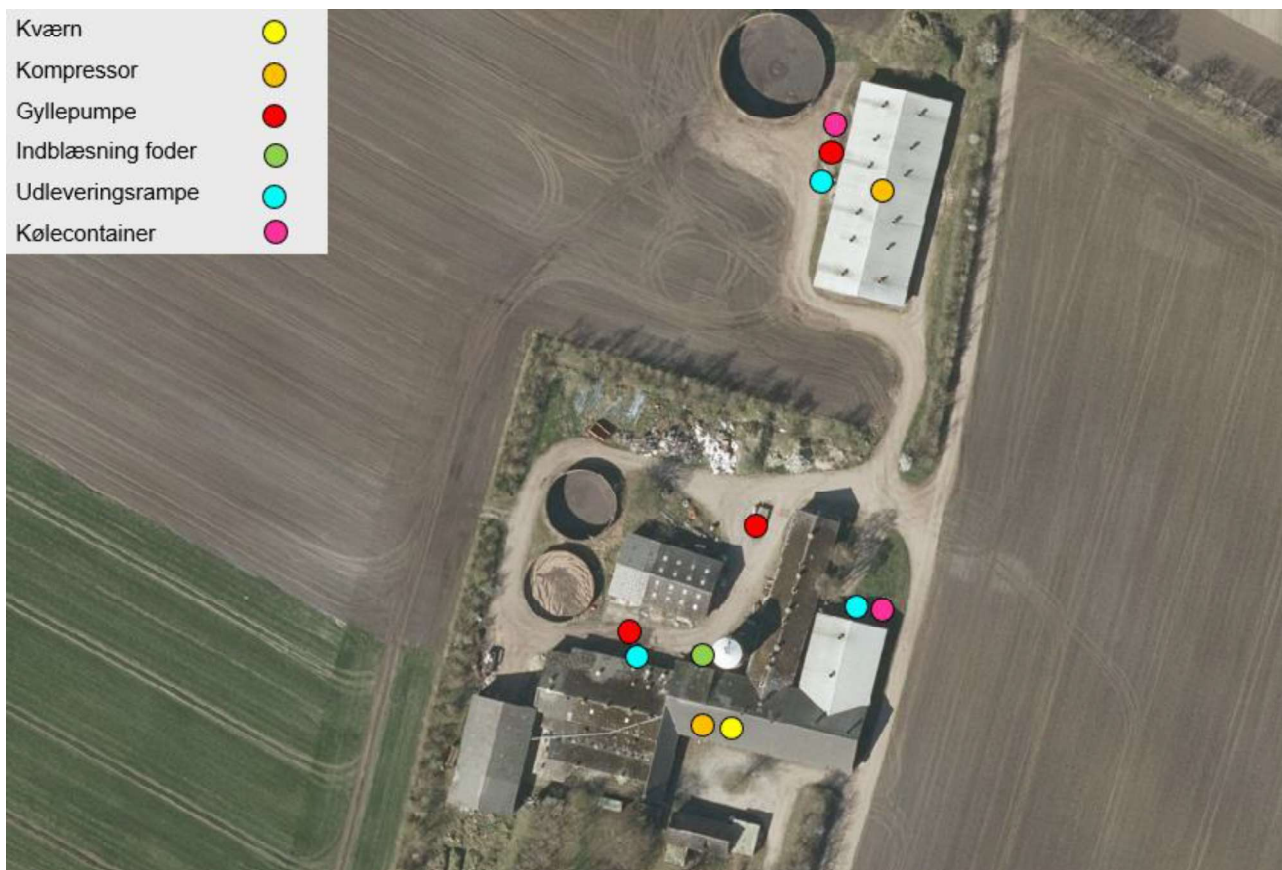 Kværn
Kompressor
Gyllepumpe
Indblæsning foder
Udleveringsrampe
Kølecontainer